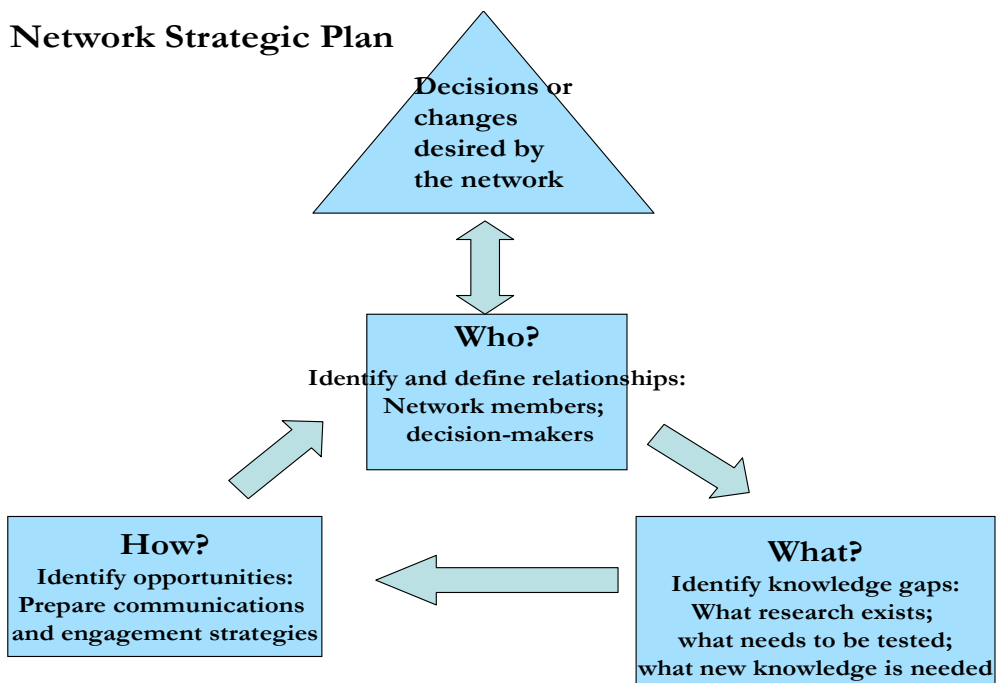 Network Strategic Plan
Decisions or
changes
desired by
the network
Who?
Identify and define relationships:
Network members;
decision-makers
How?
Identify opportunities:
Prepare communications
and engagement strategies
What?
Identify knowledge gaps:
What research exists;
what needs to be tested;
what new knowledge is needed